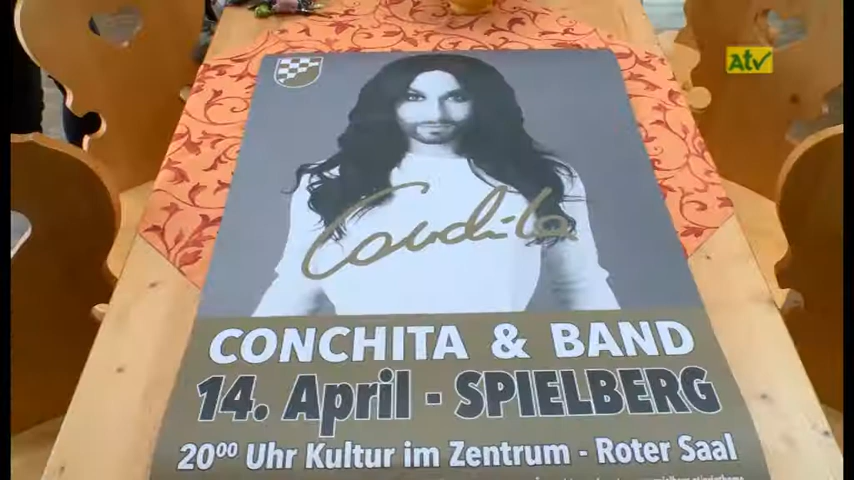 Atv
Conchita
CONCHITA & BAND
14. April - SPIELBERG
20⁰⁰ Uhr Kultur im Zentrum - Roter Saal